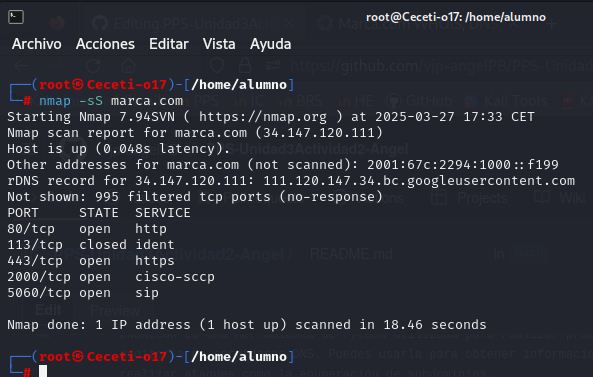 root@Ceceti-o17: /home/alumno
Archivo Acciones Editar Vista Ayuda
┌──(root㉿Ceceti-o17)-[/home/alumno]
└─# nmap -sS marca.com
Starting Nmap 7.94SVN ( https://nmap.org ) at 2025-03-27 17:33 CET
Nmap scan report for marca.com (34.147.120.111)
Host is up (0.048s latency).
Other addresses for marca.com (not scanned): 2001:67c:2294:1000::f199
rDNS record for 34.147.120.111: 111.120.147.34.bc.googleusercontent.com
Not shown: 995 filtered tcp ports (no-response)
PORT     STATE  SERVICE
80/tcp   open   http
113/tcp  closed ident
443/tcp  open   https
2000/tcp open   cisco-sccp
5060/tcp open   sip
Nmap done: 1 IP address (1 host up) scanned in 18.46 seconds
┌──(root㉿Ceceti-o17)-[/home/alumno]
└─#